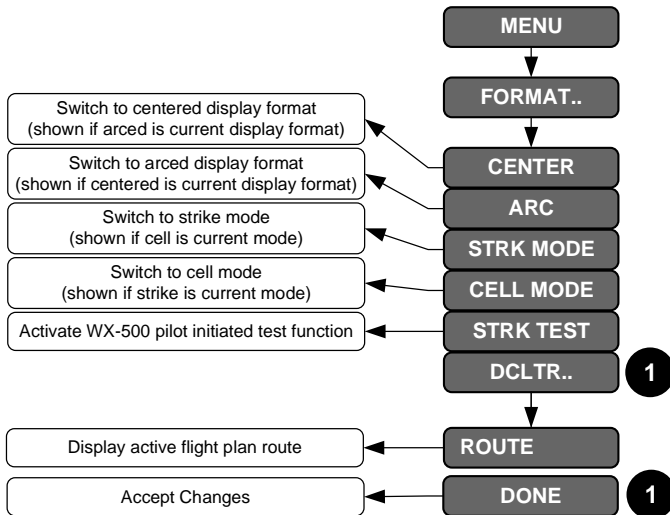 MENU
FORMAT..
Switch to centered display format
(shown if arced is current display format)
CENTER
Switch to arced display format
(shown if centered is current display format)
ARC
Switch to strike mode
(shown if cell is current mode)
STRK MODE
Switch to cell mode
(shown if strike is current mode)
CELL MODE
Activate WX-500 pilot initiated test function
STRK TEST
DCLTR..
1
Display active flight plan route
ROUTE
Accept Changes
DONE
1